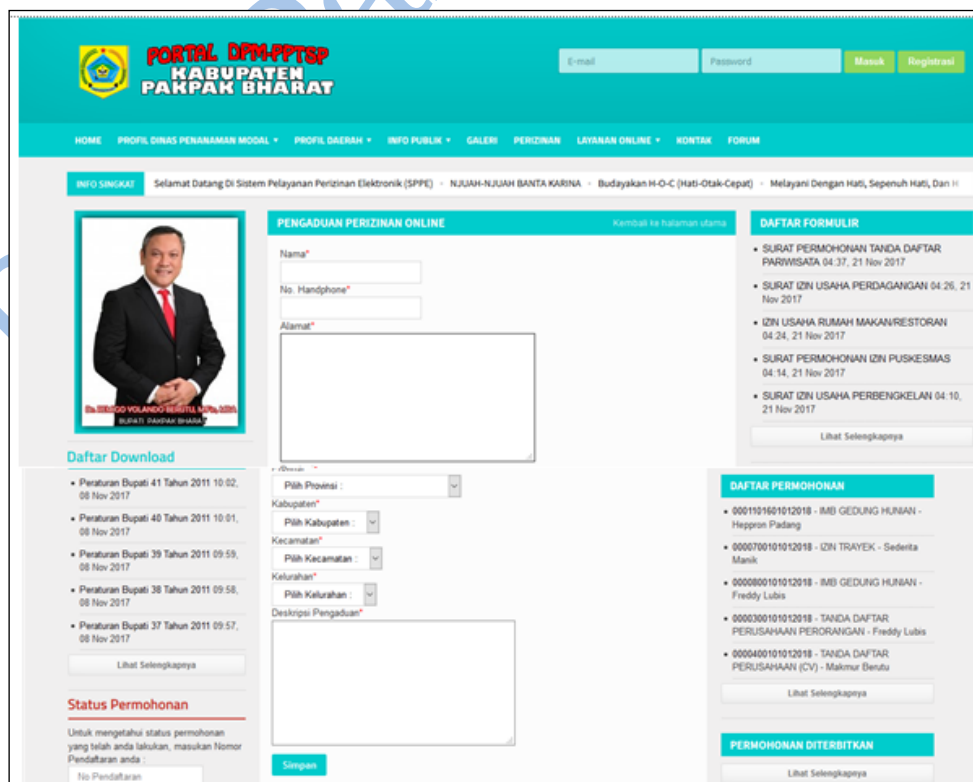 PORTAL DPM-PPTSP
KABUPATEN
PAKPAK BHARAT
E-mail
Password
Masuk
Registrasi
HOME PROFIL DINAS PENANAMAN MODAL PROFIL DAERAH INFO PUBLIK GALERI PERIZINAN LAYANAN ONLINE KONTAK FORUM
INFO SINGKAT
Selamat Datang Di Sistem Pelayanan Perizinan Elektronik (SPPE) NJUAH-NJUAH BANTA KARINA Budayakan H-O-C (Hati-Otak-Cepat) Melayani Dengan Hati, Sepenuh Hati, Dan H
BUPATI PAKPAK BHARAT
Daftar Download
Peraturan Bupati 41 Tahun 2011 10:02,
08 Nov 2017
Peraturan Bupati 40 Tahun 2011 10:01,
08 Nov 2017
Peraturan Bupati 39 Tahun 2011 09:59,
08 Nov 2017
Peraturan Bupati 38 Tahun 2011 09:58,
08 Nov 2017
Peraturan Bupati 37 Tahun 2011 09:57,
08 Nov 2017
Lihat Selengkapnya
Status Permohonan
Untuk mengetahui status permohonan
yang telah anda lakukan, masukan Nomor
Pendaftaran anda :
No Pendaftaran
PENGADUAN PERIZINAN ONLINE
Kembali ke halaman utama
Nama*
No. Handphone*
Alamat*
Pilih Provinsi :
Kabupaten*
Pilih Kabupaten :
Kecamatan*
Pilih Kecamatan :
Kelurahan*
Pilih Kelurahan :
Deskripsi Pengaduan*
Simpan
DAFTAR FORMULIR
SURAT PERMOHONAN TANDA DAFTAR
PARIWISATA 04:37, 21 Nov 2017
SURAT IZIN USAHA PERDAGANGAN 04:26, 21
Nov 2017
IZIN USAHA RUMAH MAKAN/RESTORAN
04:24, 21 Nov 2017
SURAT PERMOHONAN IZIN PUSKESMAS
04:14, 21 Nov 2017
SURAT IZIN USAHA PERBENGKELAN 04:10,
21 Nov 2017
Lihat Selengkapnya
DAFTAR PERMOHONAN
0001101601012018 - IMB GEDUNG HUNIAN -
Heppron Padang
0000700101012018 - IZIN TRAYEK - Sederita
Manik
0000800101012018 - IMB GEDUNG HUNIAN -
Freddy Lubis
0000300101012018 - TANDA DAFTAR
PERUSAHAAN PERORANGAN - Freddy Lubis
0000400101012018 - TANDA DAFTAR
PERUSAHAAN (CV) - Makmur Berutu
Lihat Selengkapnya
PERMOHONAN DITERBITKAN
Lihat Selengkapnya